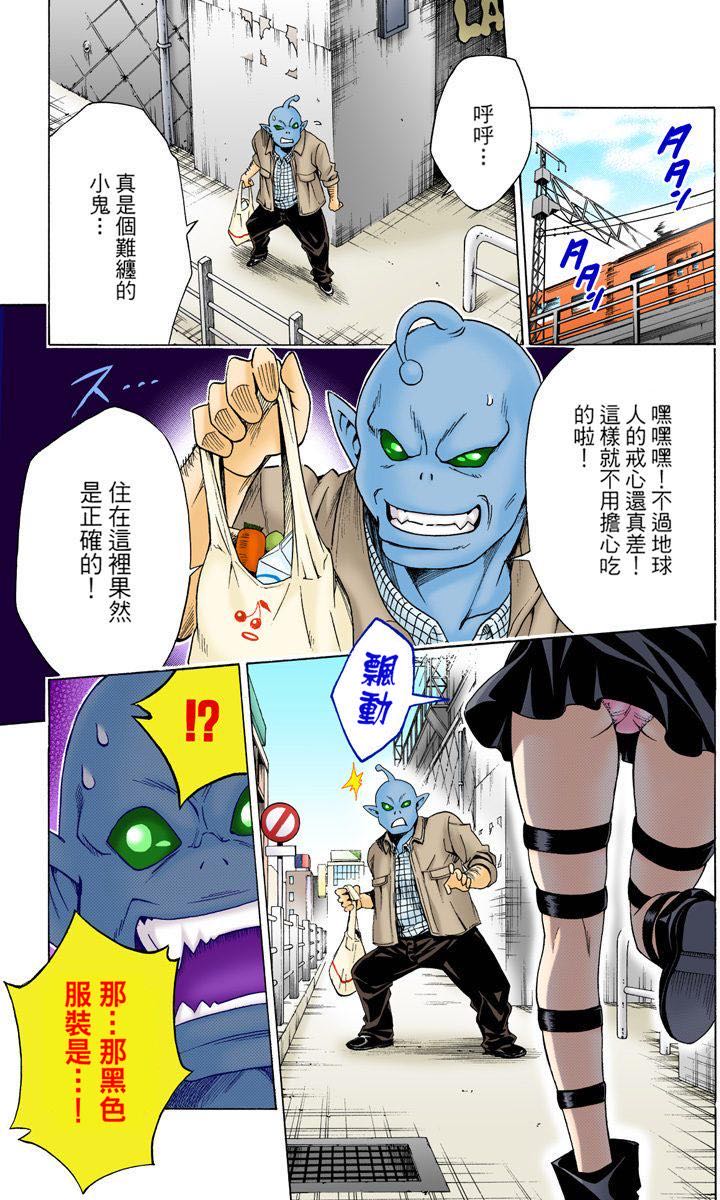 タタン
タタン
呼呼…
真是個難纏的
小鬼…
嘿嘿嘿！不過地球
人的戒心還真差！
這樣就不用擔心吃
的啦！
ス…
住在這裡果然
是正確的！
飄動
!?
那…那黑色
服裝是…！